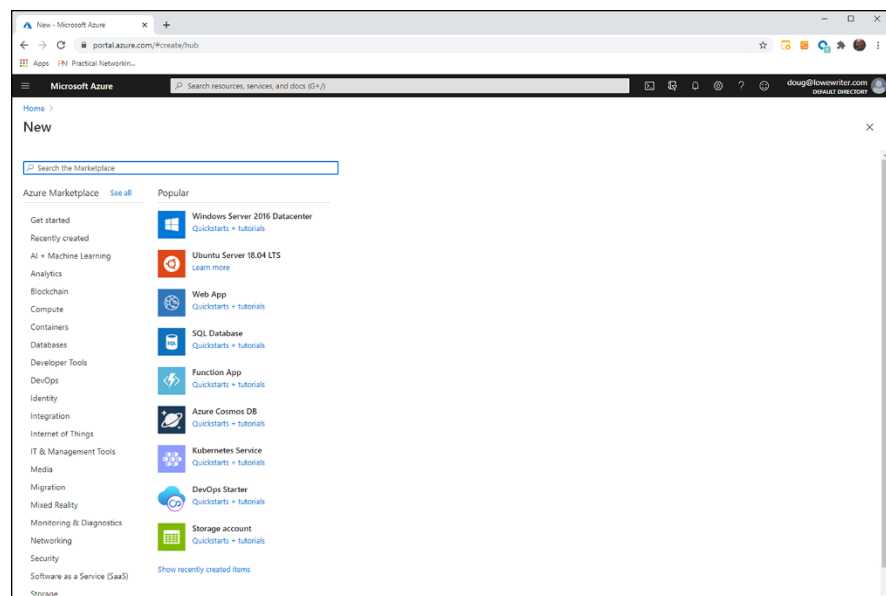 New - Microsoft Azure
portal.azure.com/#create/hub
Apps PN Practical Networkin...
Microsoft Azure
Search resources, services, and docs (G+/)
doug@lowewriter.com
DEFAULT DIRECTORY
Home >
New
Search the Marketplace
Azure Marketplace See all
Get started
Recently created
AI + Machine Learning
Analytics
Blockchain
Compute
Containers
Databases
Developer Tools
DevOps
Identity
Integration
Internet of Things
IT & Management Tools
Media
Migration
Mixed Reality
Monitoring & Diagnostics
Networking
Security
Software as a Service (SaaS)
Storage
Popular
Windows Server 2016 Datacenter
Quickstarts + tutorials
Ubuntu Server 18.04 LTS
Learn more
Web App
Quickstarts + tutorials
SQL
SQL Database
Quickstarts + tutorials
Function App
Quickstarts + tutorials
Azure Cosmos DB
Quickstarts + tutorials
Kubernetes Service
Quickstarts + tutorials
DevOps Starter
Quickstarts + tutorials
Storage account
Quickstarts + tutorials
Show recently created items